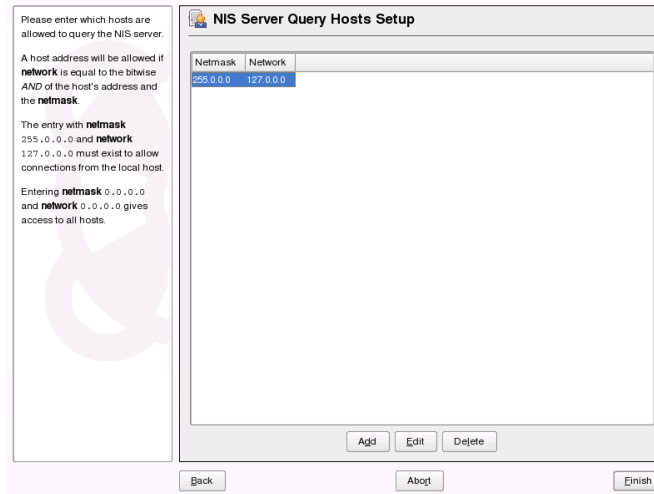 Please enter which hosts are
allowed to query the NIS server.
A host address will be allowed if
network is equal to the bitwise
AND of the host's address and
the netmask.
The entry with netmask
255.0.0.0 and network
127.0.0.0 must exist to allow
connections from the local host.
Entering netmask 0.0.0.0
and network 0.0.0.0 gives
access to all hosts.
NIS Server Query Hosts Setup
Netmask Network
255.0.0.0 127.0.0.0
Add Edit Delete
Back Abort Finish